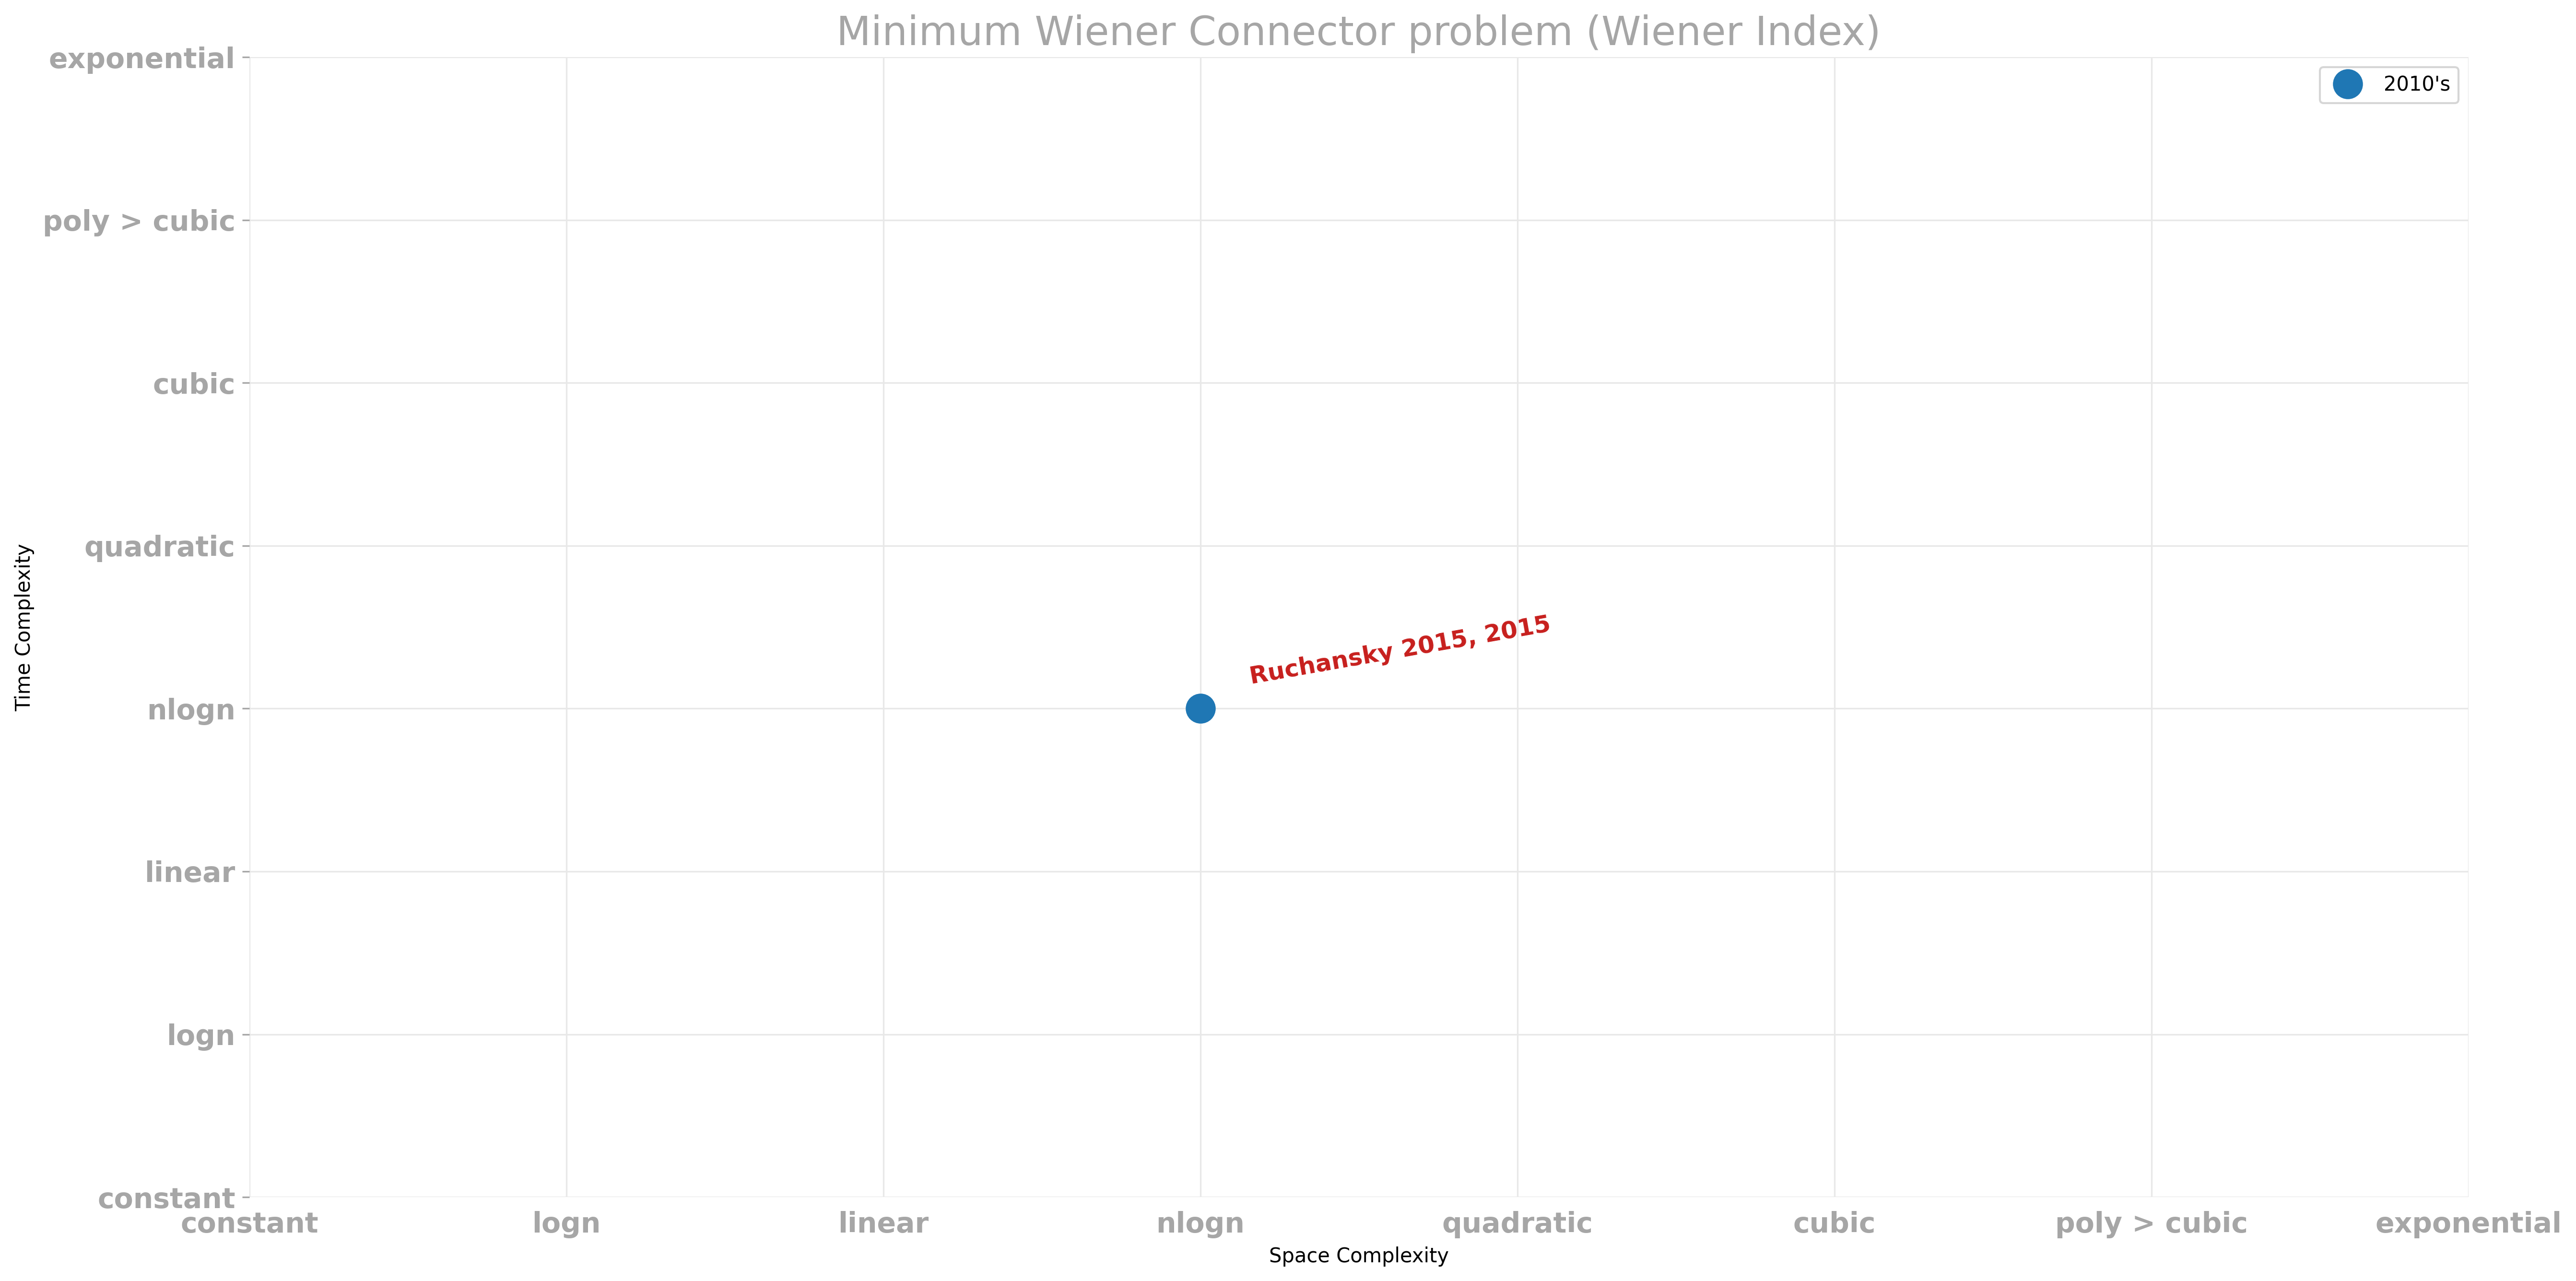 Minimum Wiener Connector problem (Wiener Index)
exponential
poly > cubic
cubic
quadratic
nlogn
linear
logn
constant
Time Complexity
2010's
Ruchansky 2015, 2015
constant logn linear nlogn quadratic cubic poly > cubic exponential
Space Complexity